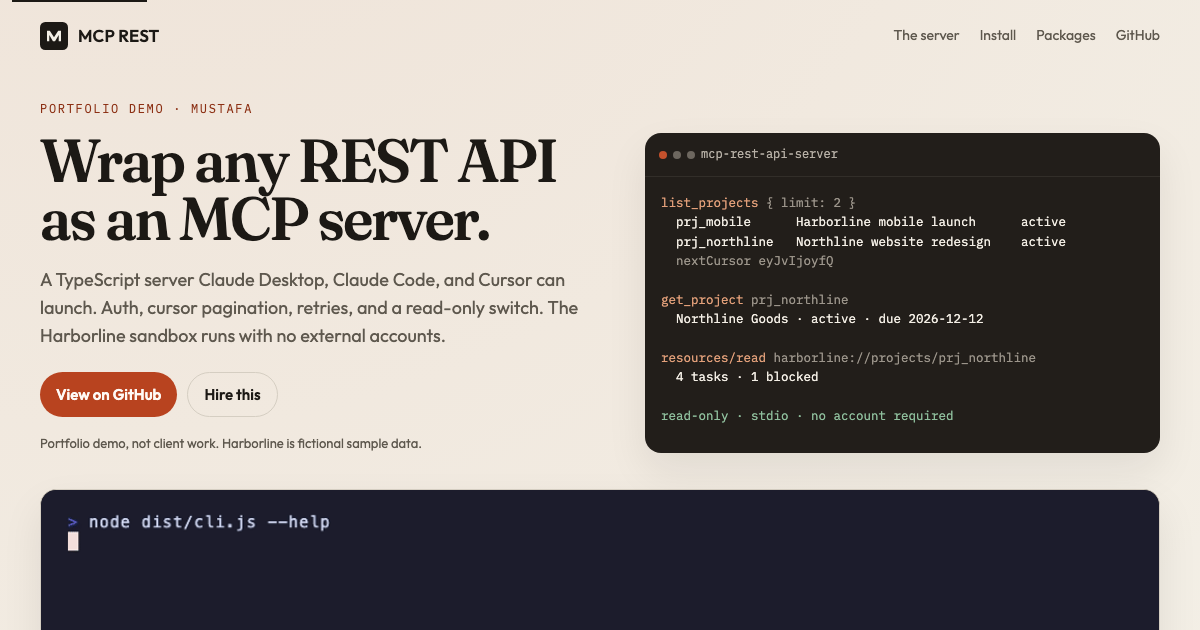 MCP REST
The server Install Packages GitHub
PORTFOLIO DEMO · MUSTAFA
Wrap any REST API
as an MCP server.
A TypeScript server Claude Desktop, Claude Code, and Cursor can
launch. Auth, cursor pagination, retries, and a read-only switch. The
Harborline sandbox runs with no external accounts.
View on GitHub Hire this
Portfolio demo, not client work. Harborline is fictional sample data.
mcp-rest-api-server
list_projects { limit: 2 }
prj_mobile Harborline mobile launch active
prj_northline Northline website redesign active
nextCursor eyJvIjoyfQ
get_project prj_northline
Northline Goods · active · due 2026-12-12
resources/read harborline://projects/prj_northline
4 tasks · 1 blocked
read-only · stdio · no account required
> node dist/cli.js --help